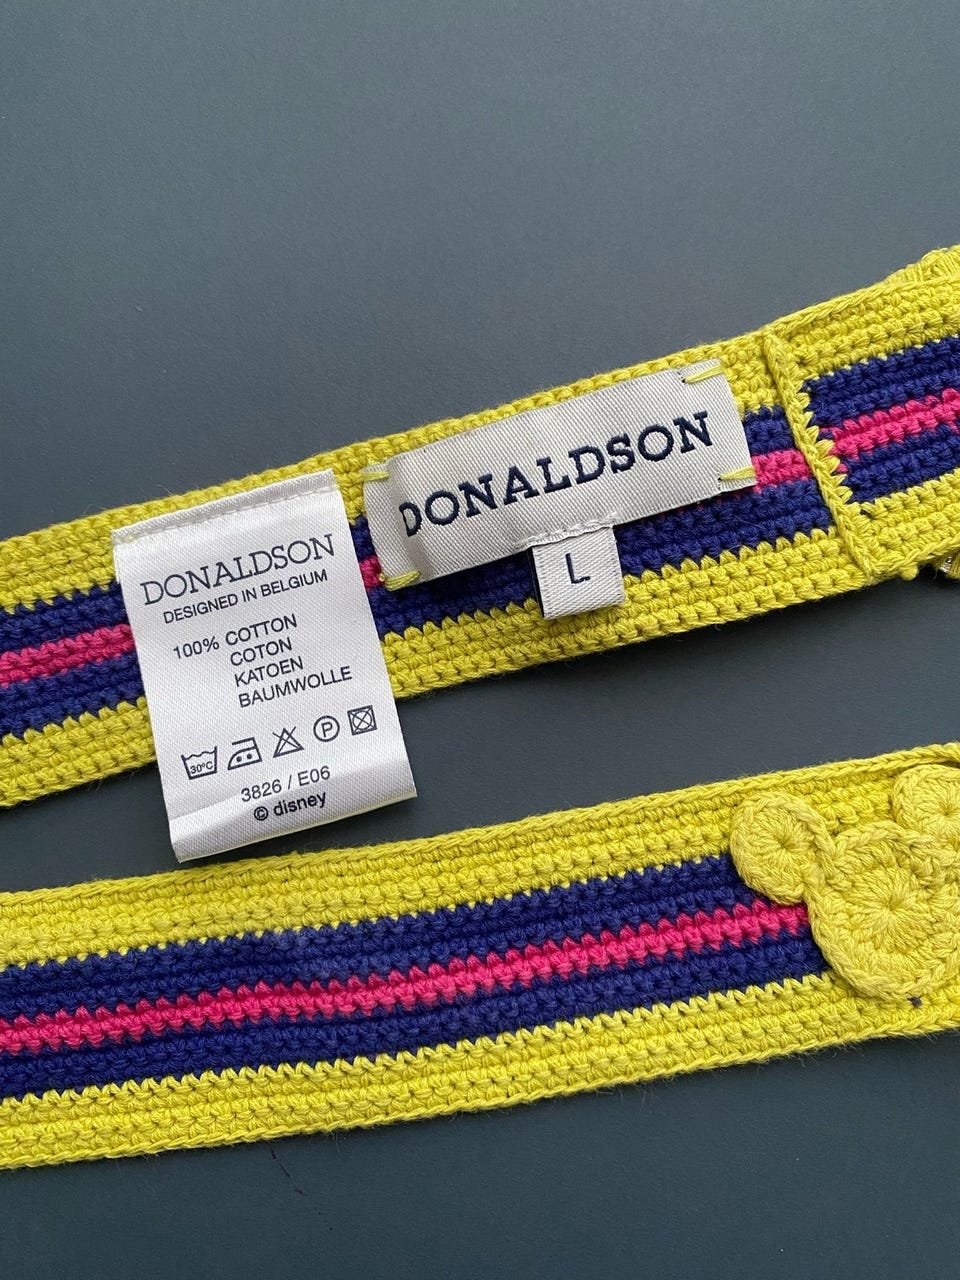 DONALDSON
L
DONALDSON
DESIGNED IN BELGIUM
100% COTTON
COTON
KATOEN
BAUMWOLLE
30°C P
3826 / E06
© disney